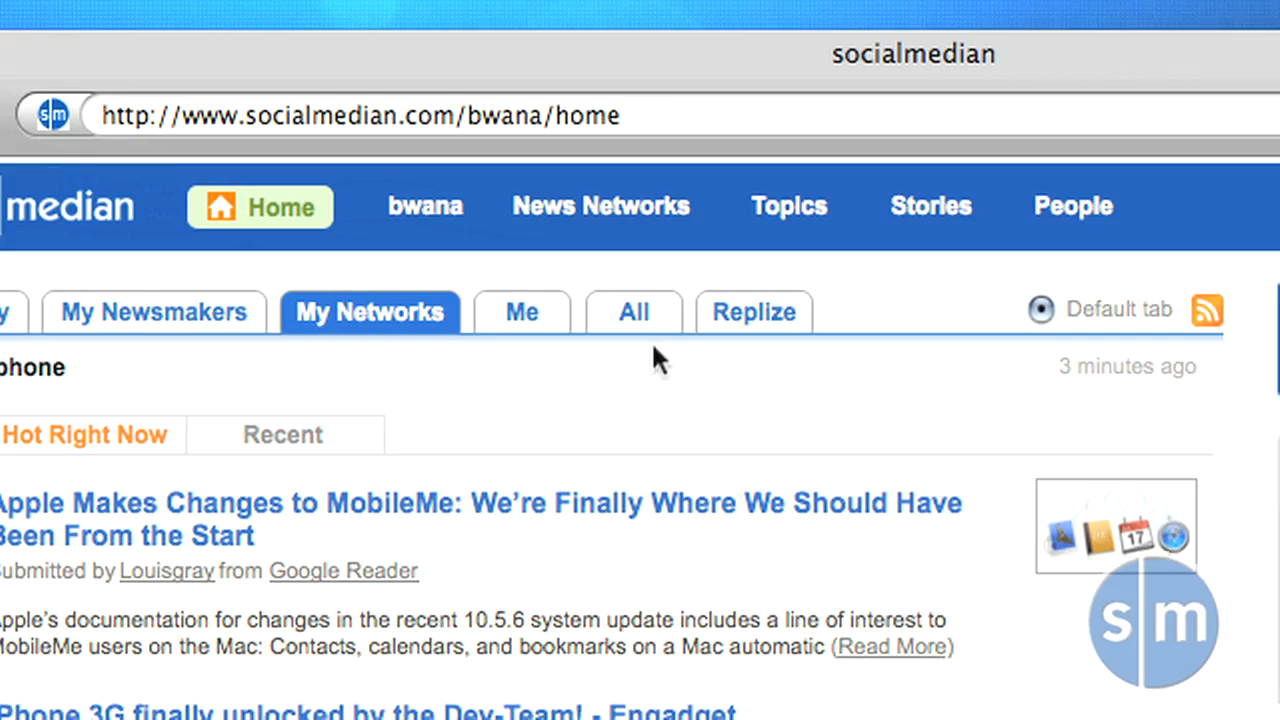 socialmedian
s|m http://www.socialmedian.com/bwana/home
median Home bwana News Networks Topics Stories People
y My Newsmakers My Networks Me All Replize Default tab
phone 3 minutes ago
Hot Right Now Recent
Apple Makes Changes to MobileMe: We're Finally Where We Should Have
Been From the Start
ubmitted by Louisgray from Google Reader
17
pple's documentation for changes in the recent 10.5.6 system update includes a line of interest to
MobileMe users on the Mac: Contacts, calendars, and bookmarks on a Mac automatic (Read More)
s|m
iPhone 3G finally unlocked by the Dev-Team! - Engadget